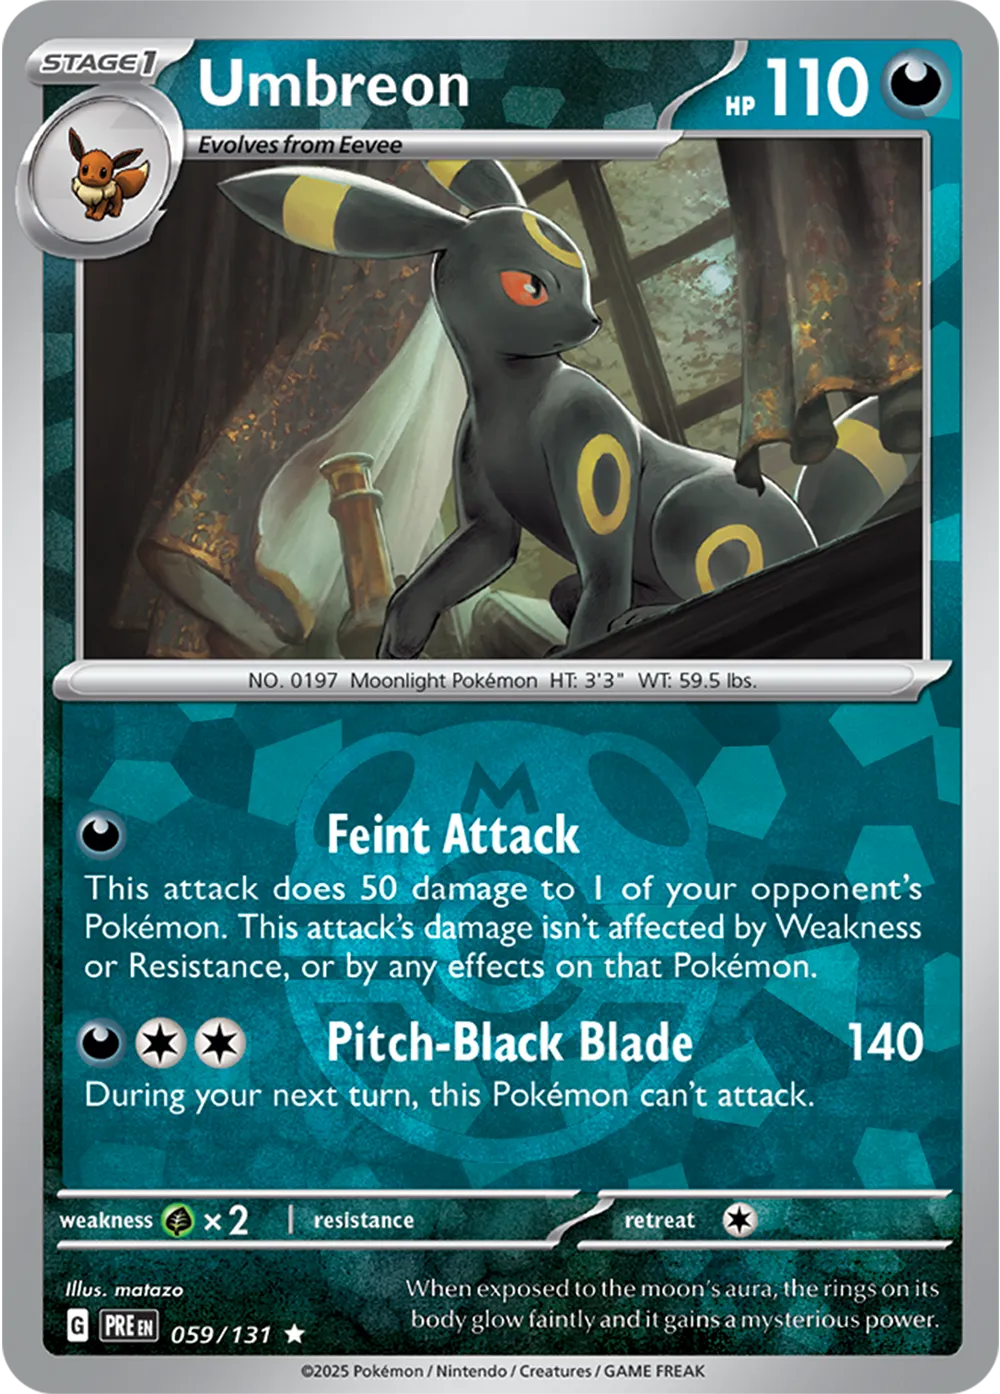 STAGE 1
Umbreon
HP 110
Evolves from Eevee
NO. 0197 Moonlight Pokémon HT: 3'3" WT: 59.5 lbs.
M
Feint Attack
This attack does 50 damage to 1 of your opponent's
Pokémon. This attack's damage isn't affected by Weakness
or Resistance, or by any effects on that Pokémon.
Pitch-Black Blade 140
During your next turn, this Pokémon can't attack.
weakness ×2 resistance retreat
Illus. matazo
When exposed to the moon's aura, the rings on its
body glow faintly and it gains a mysterious power.
G PRE EN 059/131 ★
©2025 Pokémon / Nintendo / Creatures / GAME FREAK